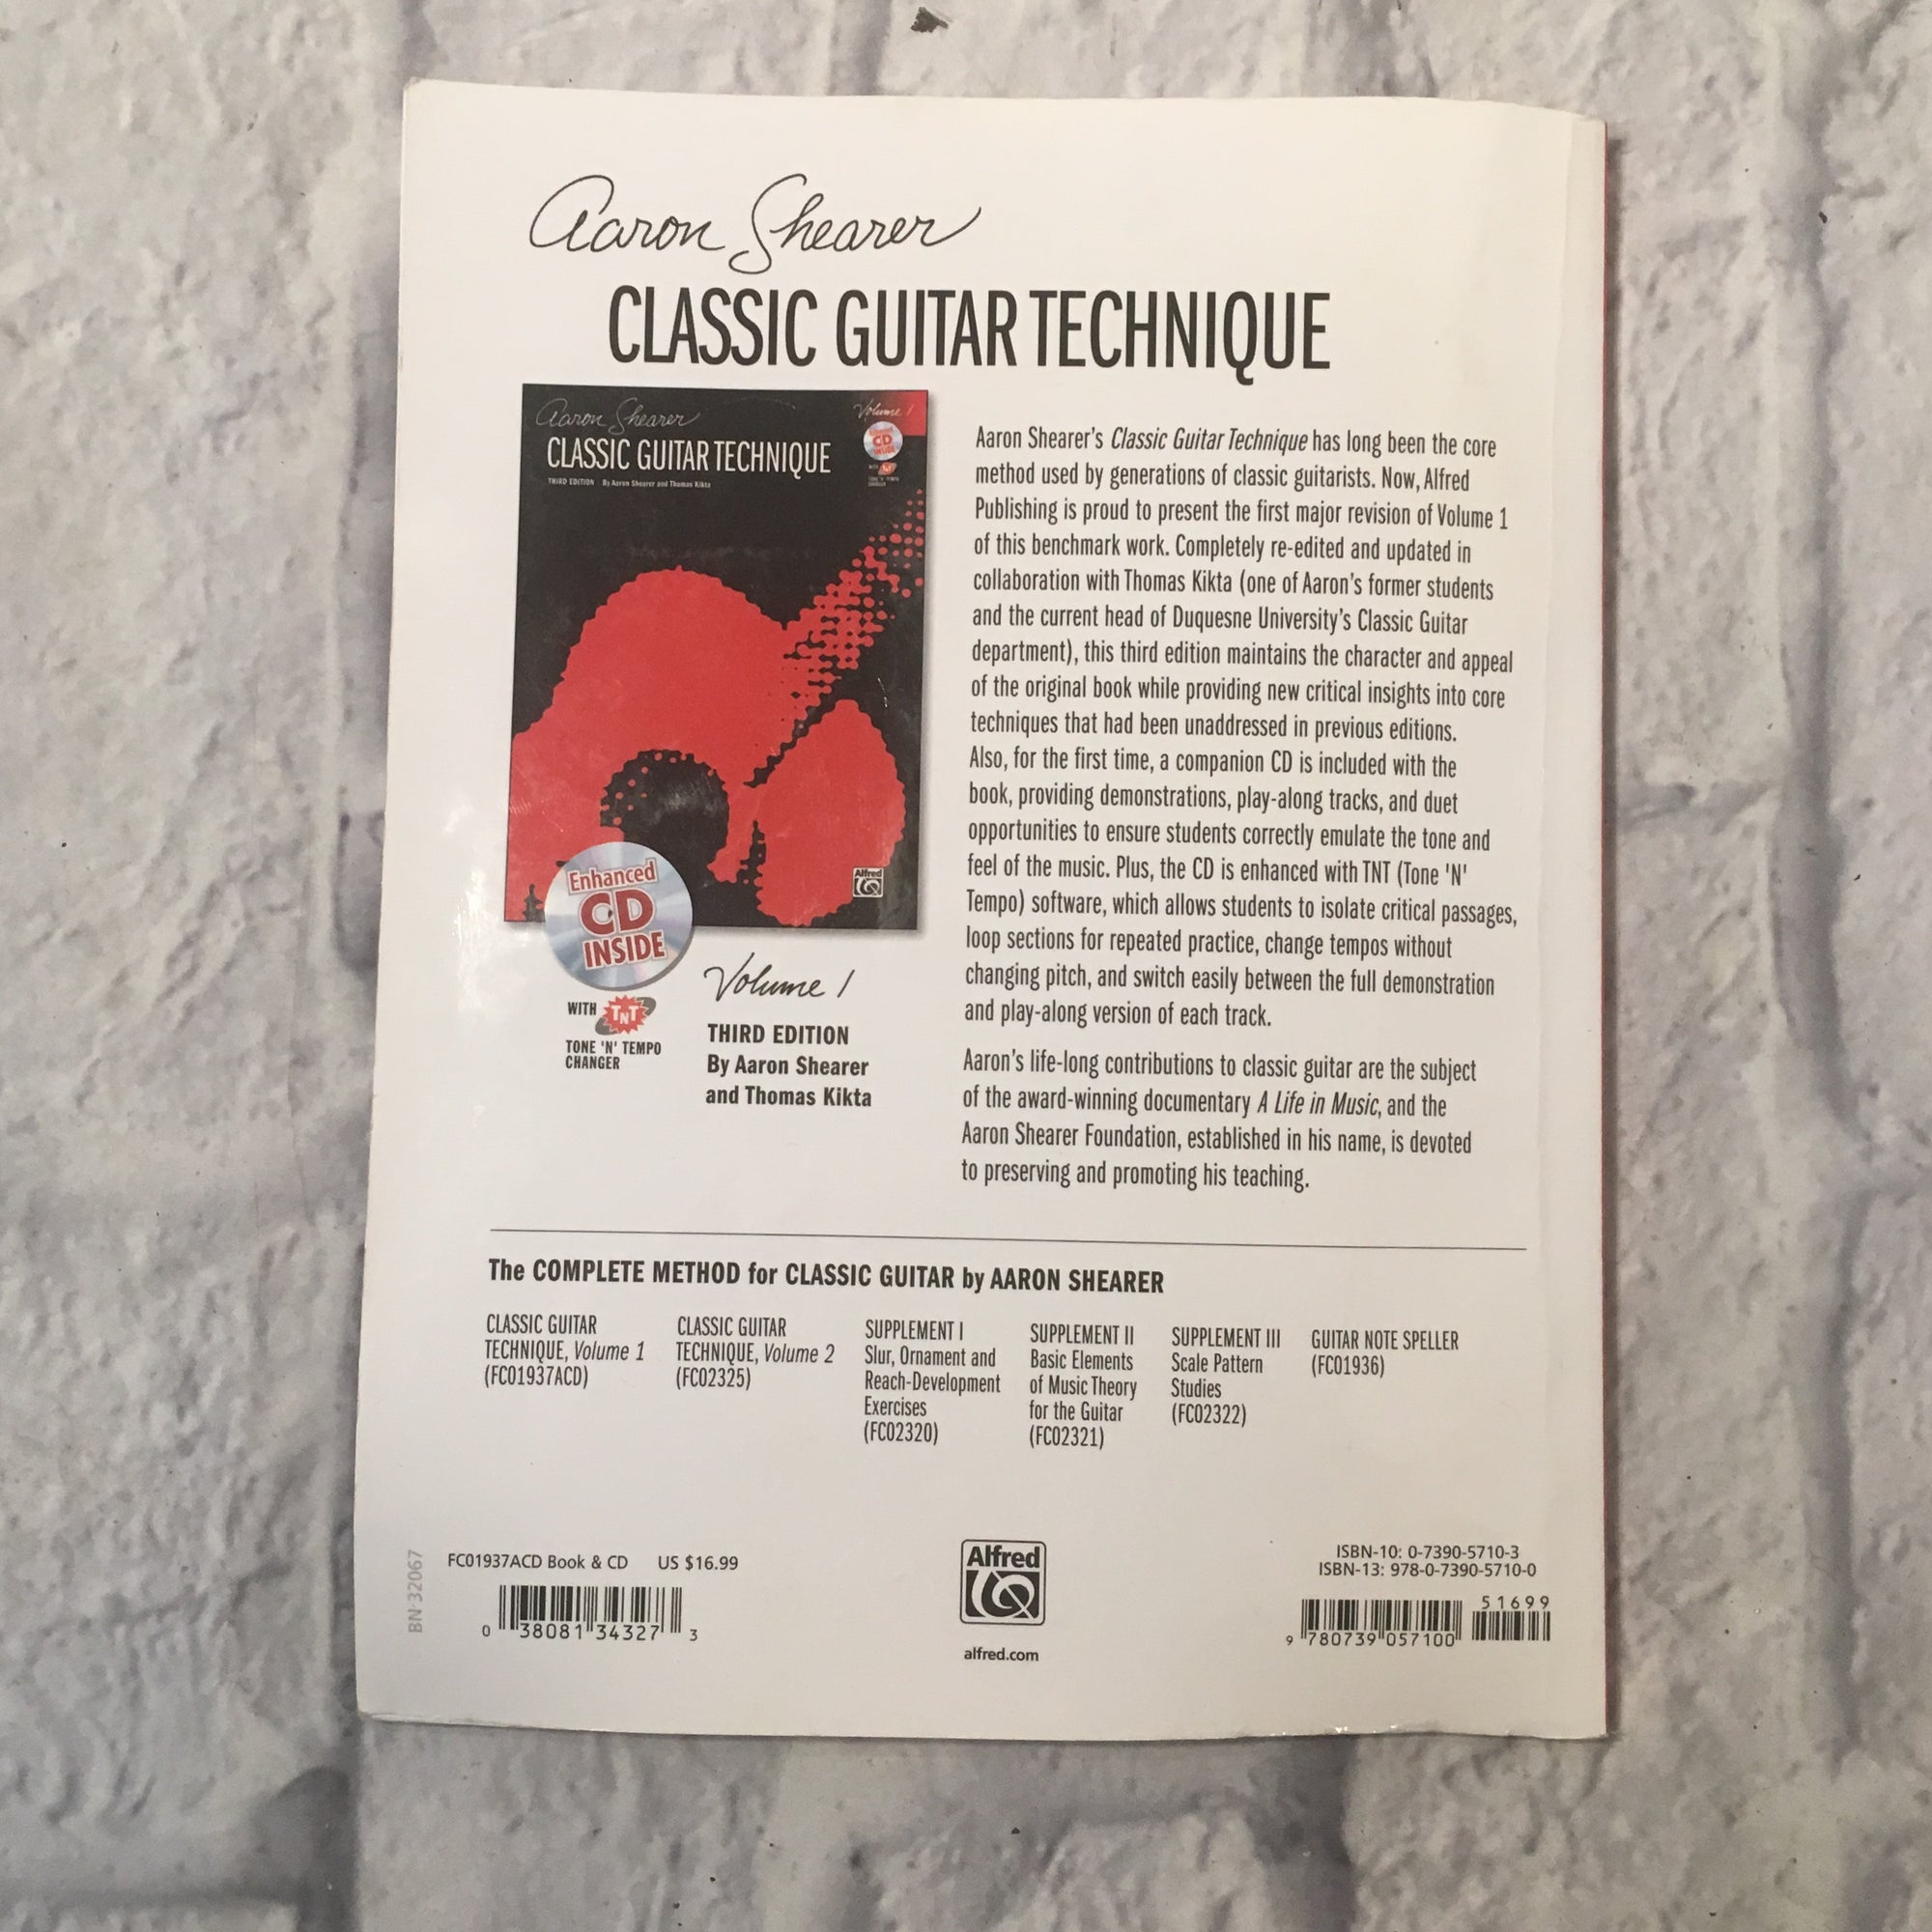 Aaron Shearer
CLASSIC GUITAR TECHNIQUE
Aaron Shearer
Volume 1
CLASSIC GUITAR TECHNIQUE
THIRD EDITION By Aaron Shearer and Thomas Kikta
Enhanced
CD
INSIDE
WITH TNT
TONE 'N' TEMPO
CHANGER
Alfred
Enhanced
CD
INSIDE
WITH TNT
TONE 'N' TEMPO
CHANGER
Volume 1
THIRD EDITION
By Aaron Shearer
and Thomas Kikta
Aaron Shearer's Classic Guitar Technique has long been the core
method used by generations of classic guitarists. Now, Alfred
Publishing is proud to present the first major revision of Volume 1
of this benchmark work. Completely re-edited and updated in
collaboration with Thomas Kikta (one of Aaron's former students
and the current head of Duquesne University's Classic Guitar
department), this third edition maintains the character and appeal
of the original book while providing new critical insights into core
techniques that had been unaddressed in previous editions.
Also, for the first time, a companion CD is included with the
book, providing demonstrations, play-along tracks, and duet
opportunities to ensure students correctly emulate the tone and
feel of the music. Plus, the CD is enhanced with TNT (Tone 'N'
Tempo) software, which allows students to isolate critical passages,
loop sections for repeated practice, change tempos without
changing pitch, and switch easily between the full demonstration
and play-along version of each track.
Aaron's life-long contributions to classic guitar are the subject
of the award-winning documentary A Life in Music, and the
Aaron Shearer Foundation, established in his name, is devoted
to preserving and promoting his teaching.
The COMPLETE METHOD for CLASSIC GUITAR by AARON SHEARER
CLASSIC GUITAR
TECHNIQUE, Volume 1
(FC01937ACD)
CLASSIC GUITAR
TECHNIQUE, Volume 2
(FC02325)
SUPPLEMENT I
Slur, Ornament and
Reach-Development
Exercises
(FC02320)
SUPPLEMENT II
Basic Elements
of Music Theory
for the Guitar
(FC02321)
SUPPLEMENT III
Scale Pattern
Studies
(FC02322)
GUITAR NOTE SPELLER
(FC01936)
BN-32067
FC01937ACD Book & CD US $16.99
0 38081 34327 3
Alfred
alfred.com
ISBN-10: 0-7390-5710-3
ISBN-13: 978-0-7390-5710-0
51699
9 780739 057100